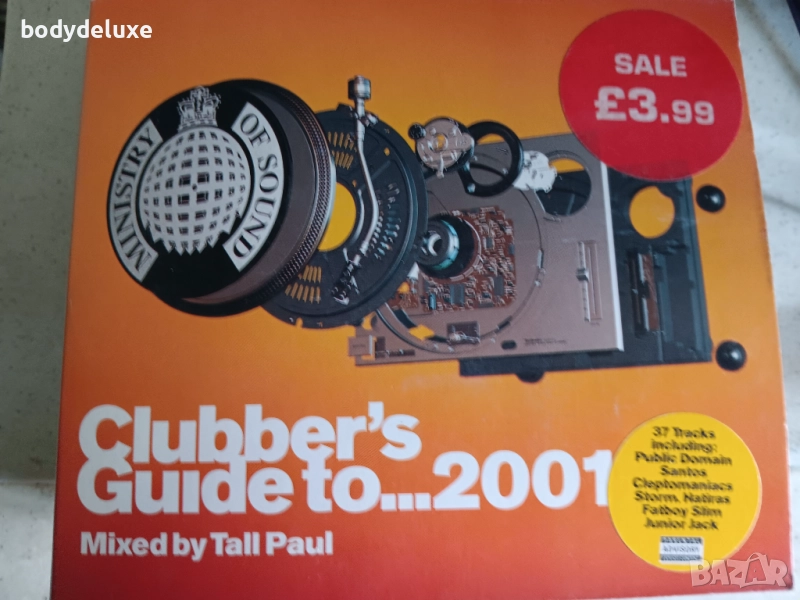 bodydeluxe
SALE
£3.99
MINISTRY OF SOUND
Clubber's
Guide to...2001
Mixed by Tall Paul
37 Tracks
including:
Public Domain
Santos
Cleptomaniacs
Storm. Natiras
Fatboy Slim
Junior Jack
BAZAR